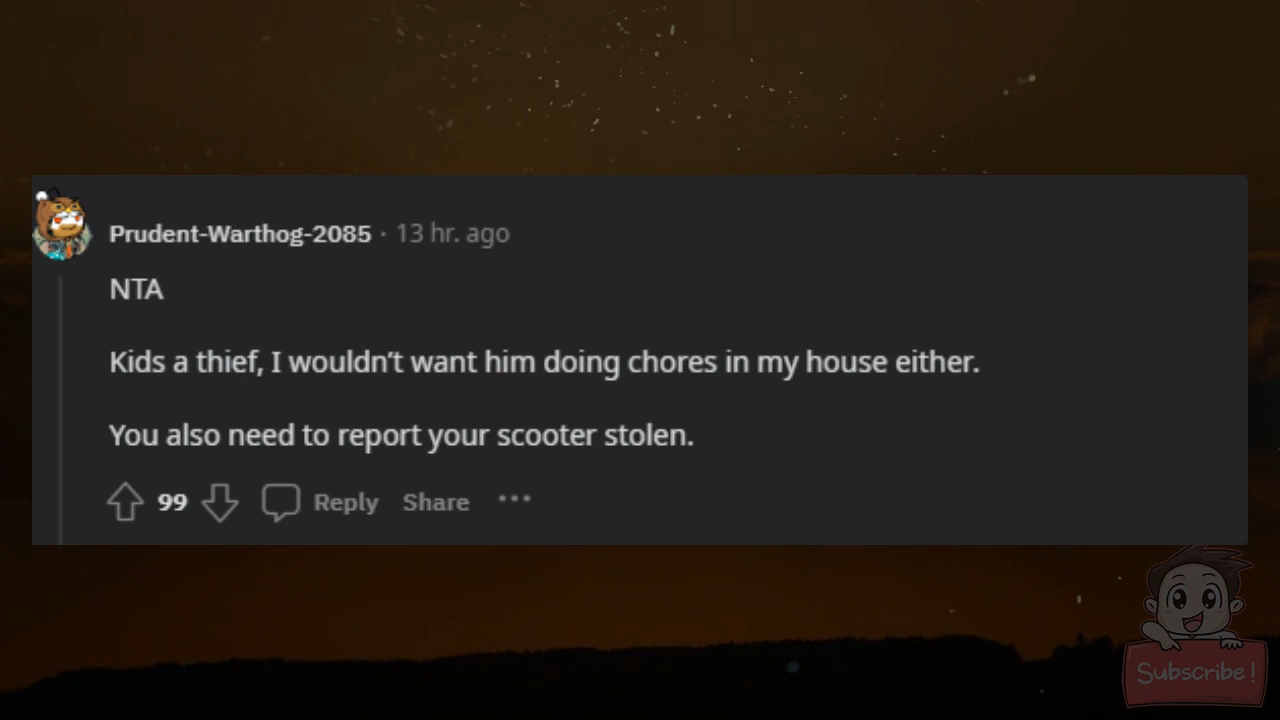 Prudent-Warthog-2085 · 13 hr. ago
NTA
Kids a thief, I wouldn't want him doing chores in my house either.
You also need to report your scooter stolen.
99 Reply Share ···
Subscribe!